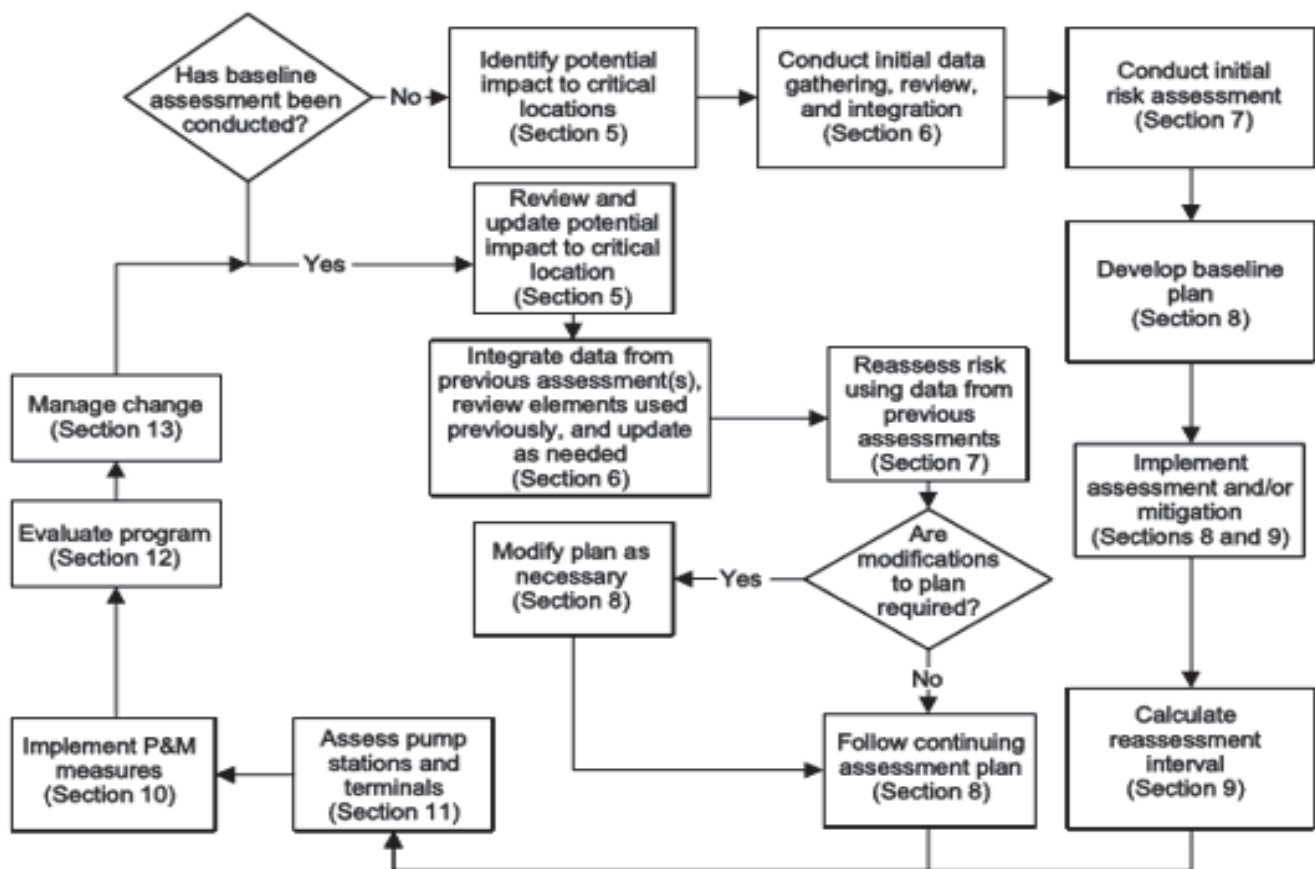 Has baseline
assessment been
conducted?
No
Identify potential
impact to critical
locations
(Section 5)
Conduct initial data
gathering, review,
and integration
(Section 6)
Conduct initial
risk assessment
(Section 7)
Develop baseline
plan
(Section 8)
Implement
assessment and/or
mitigation
(Sections 8 and 9)
Calculate
reassessment
interval
(Section 9)
Yes
Review and
update potential
impact to critical
location
(Section 5)
Integrate data from
previous assessment(s),
review elements used
previously, and update
as needed
(Section 6)
Reassess risk
using data from
previous
assessments
(Section 7)
Are
modifications
to plan
required?
Yes
Modify plan as
necessary
(Section 8)
No
Follow continuing
assessment plan
(Section 8)
Assess pump
stations and
terminals
(Section 11)
Implement P&M
measures
(Section 10)
Evaluate program
(Section 12)
Manage change
(Section 13)